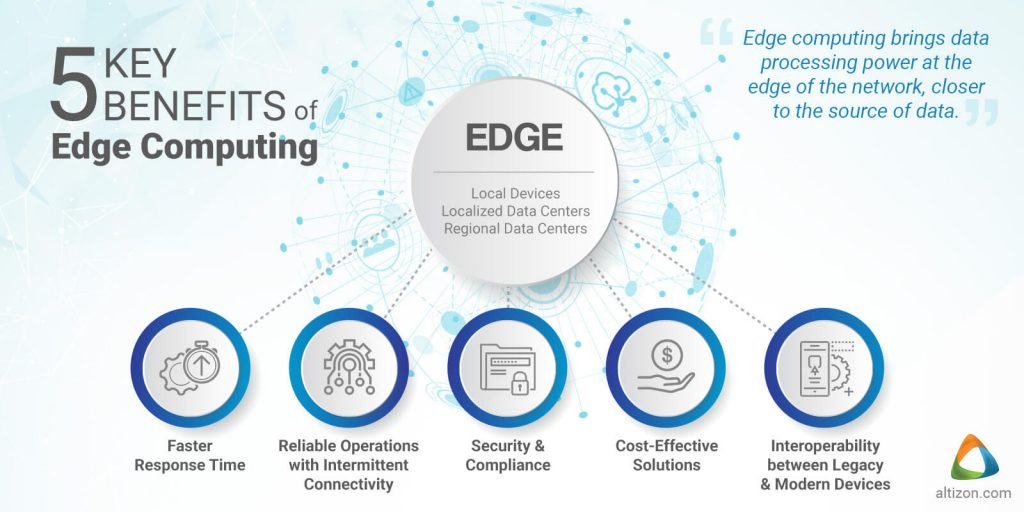 5 KEY
BENEFITS of
Edge Computing
“ Edge computing brings data
processing power at the
edge of the network, closer
to the source of data. ”
EDGE
Local Devices
Localized Data Centers
Regional Data Centers
$
Faster
Response Time
Reliable Operations
with Intermittent
Connectivity
Security &
Compliance
Cost-Effective
Solutions
Interoperability
between Legacy
& Modern Devices
altizon.com